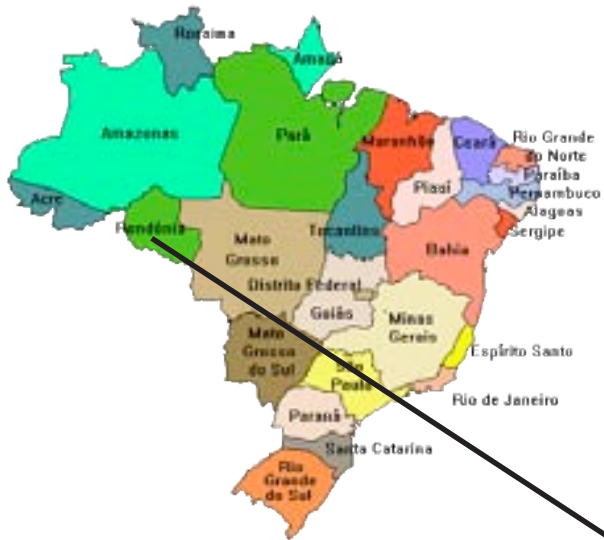 Roraima
Amapá
Amazonas
Pará
Maranhão
Ceará
Rio Grande
do Norte
Paraíba
Piauí
Pernambuco
Acre
Alagoas
Rondônia
Tocantins
Sergipe
Mato
Grosso
Bahia
Distrito Federal
Goiás
Minas
Gerais
Mato
Grosso
do Sul
Espírito Santo
São
Paulo
Rio de Janeiro
Paraná
Santa Catarina
Rio
Grande
do Sul